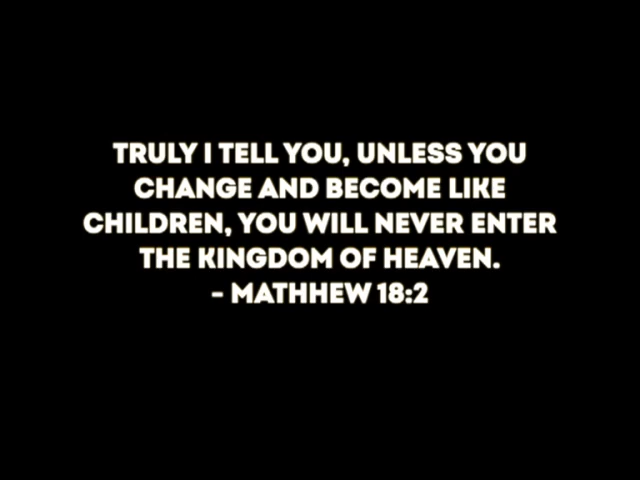 TRULY I TELL YOU, UNLESS YOU
CHANGE AND BECOME LIKE
CHILDREN, YOU WILL NEVER ENTER
THE KINGDOM OF HEAVEN.
- MATHHEW 18:2